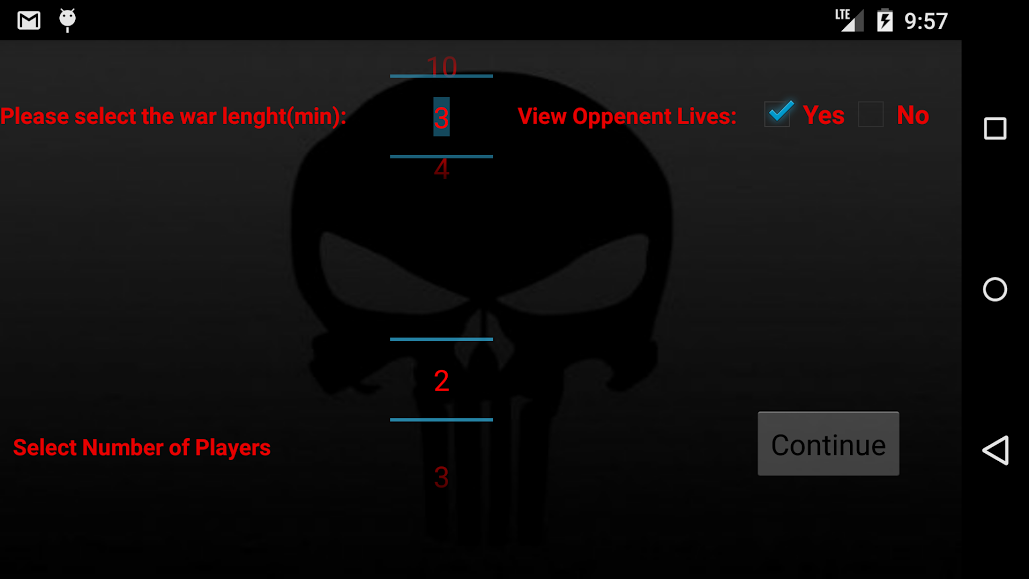 LTE 9:57
10
Please select the war lenght(min): 3 View Oppenent Lives: Yes No
4
2
Select Number of Players Continue
3